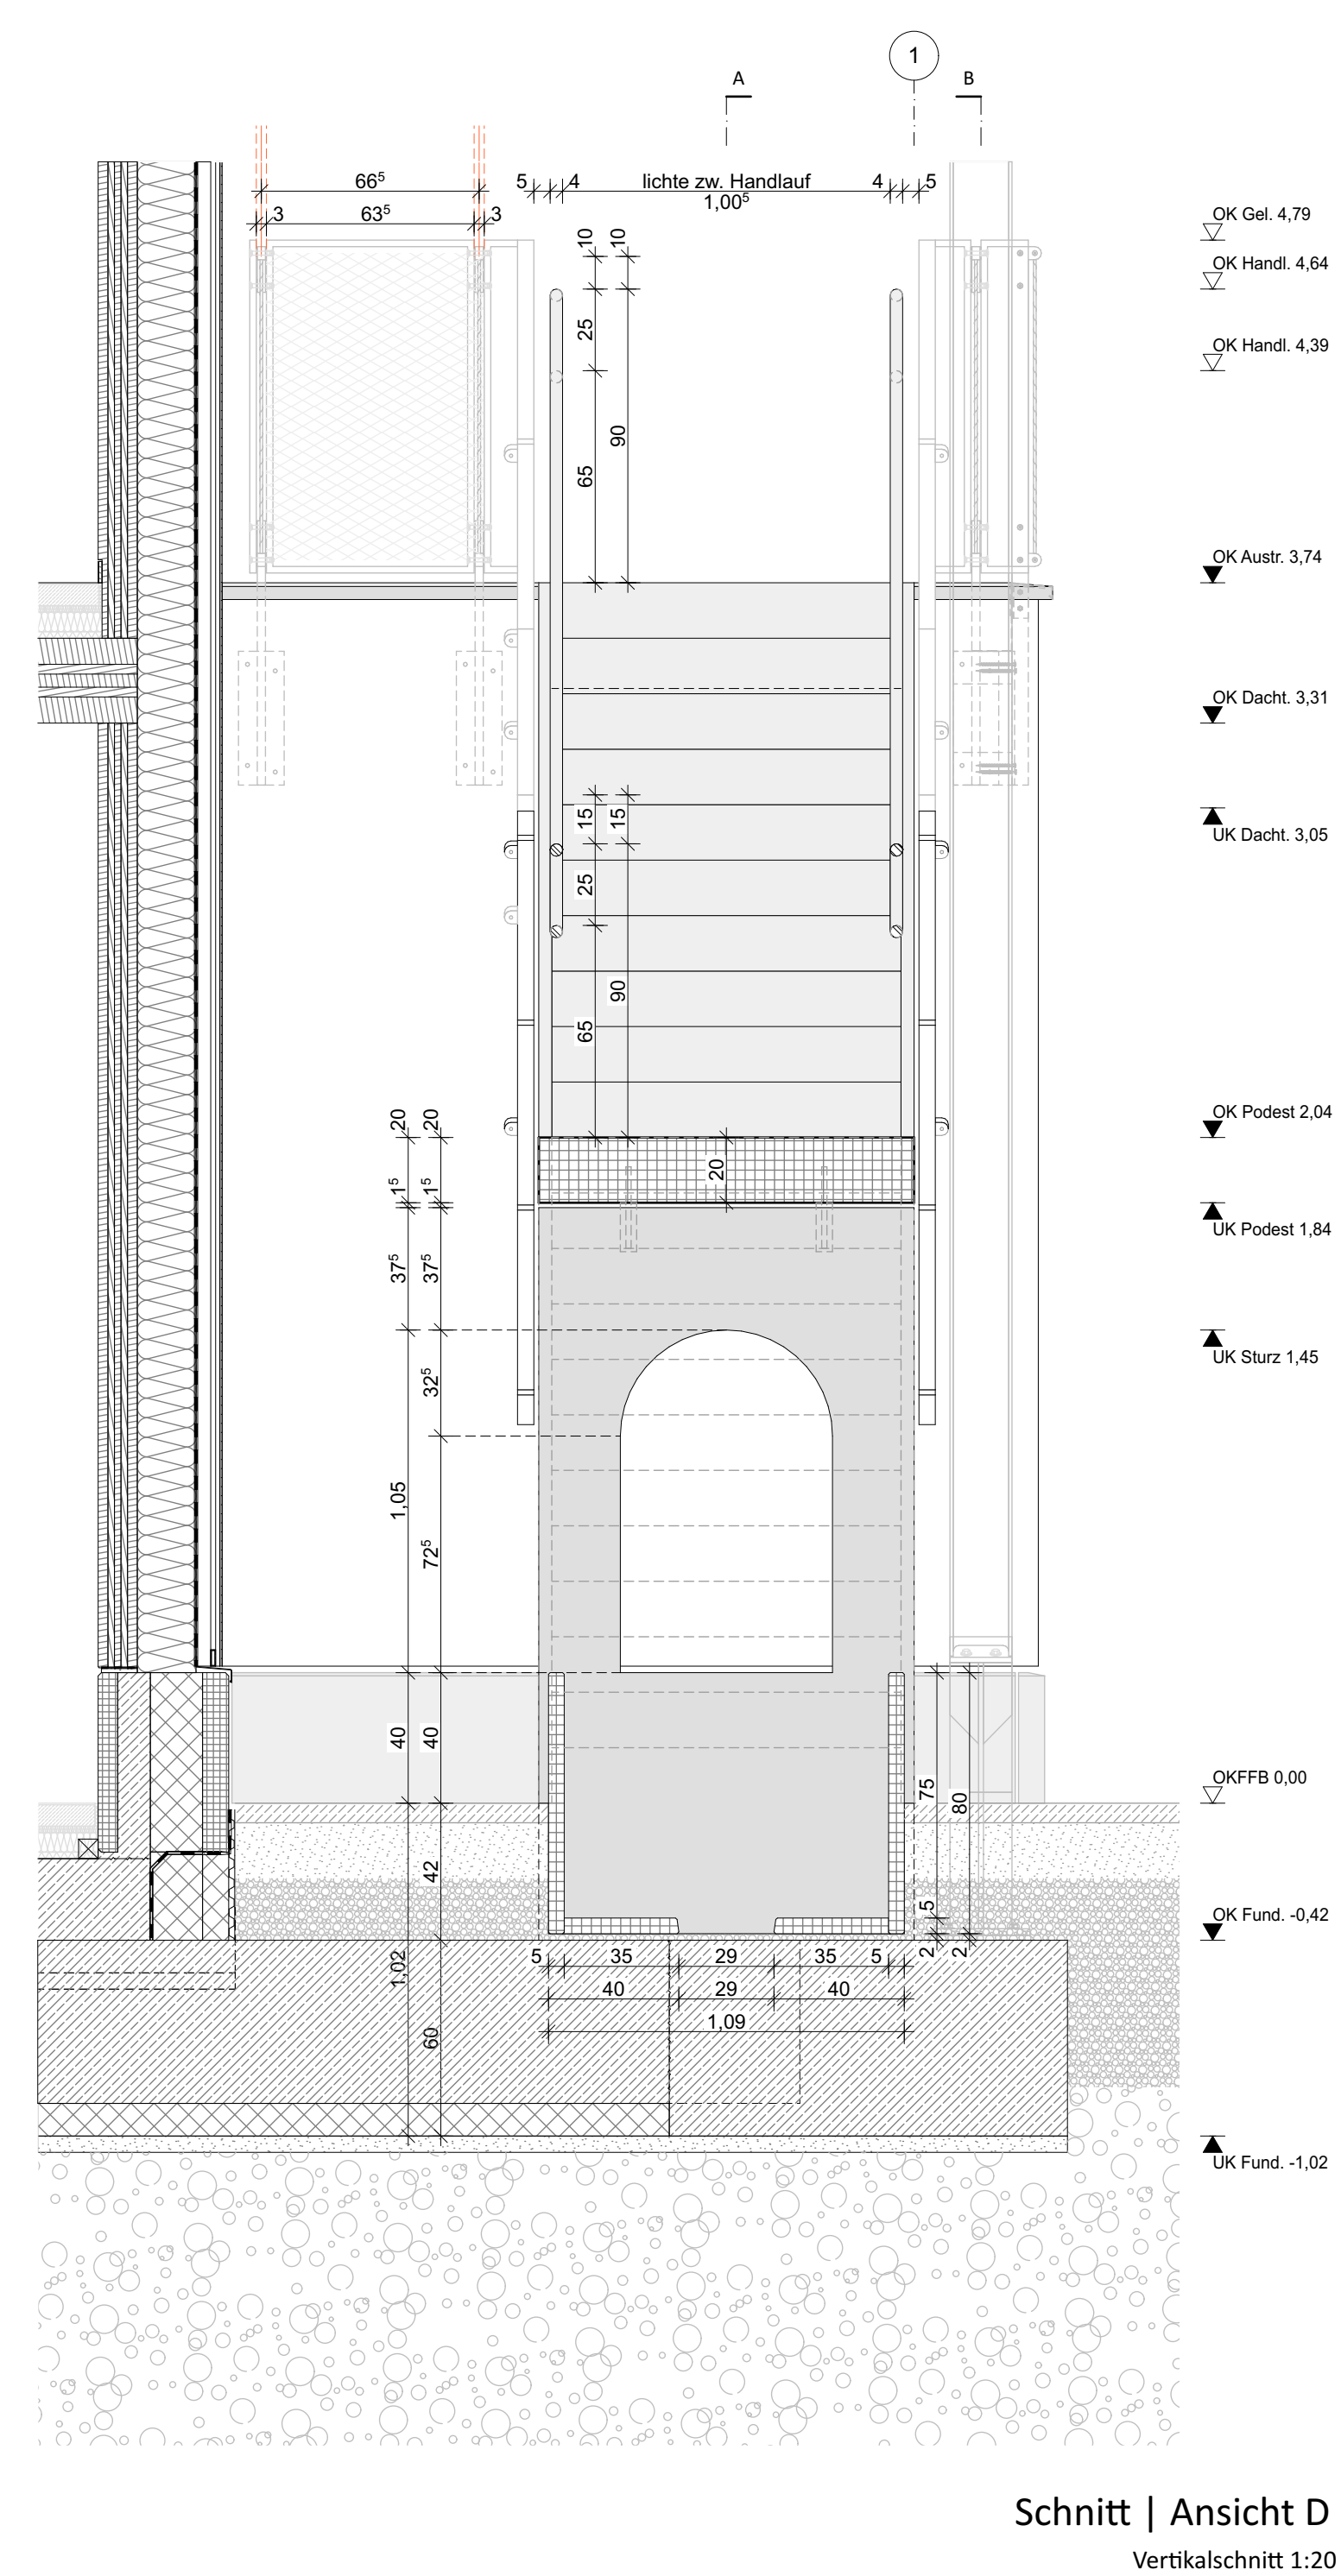 1
A
B
66⁵
5
4
lichte zw. Handlauf
4
5
1,00⁵
3
63⁵
3
OK Gel. 4,79
10
10
OK Handl. 4,64
25
OK Handl. 4,39
90
65
OK Austr. 3,74
OK Dacht. 3,31
15
15
UK Dacht. 3,05
25
90
65
20
20
OK Podest 2,04
20
1⁵
1⁵
UK Podest 1,84
37⁵
37⁵
UK Sturz 1,45
32⁵
1,05
72⁵
40
40
OKFFB 0,00
75
80
42
5
OK Fund. -0,42
2
2
5
35
29
35
5
1,02
40
29
40
60
1,09
UK Fund. -1,02
Schnitt | Ansicht D
Vertikalschnitt 1:20